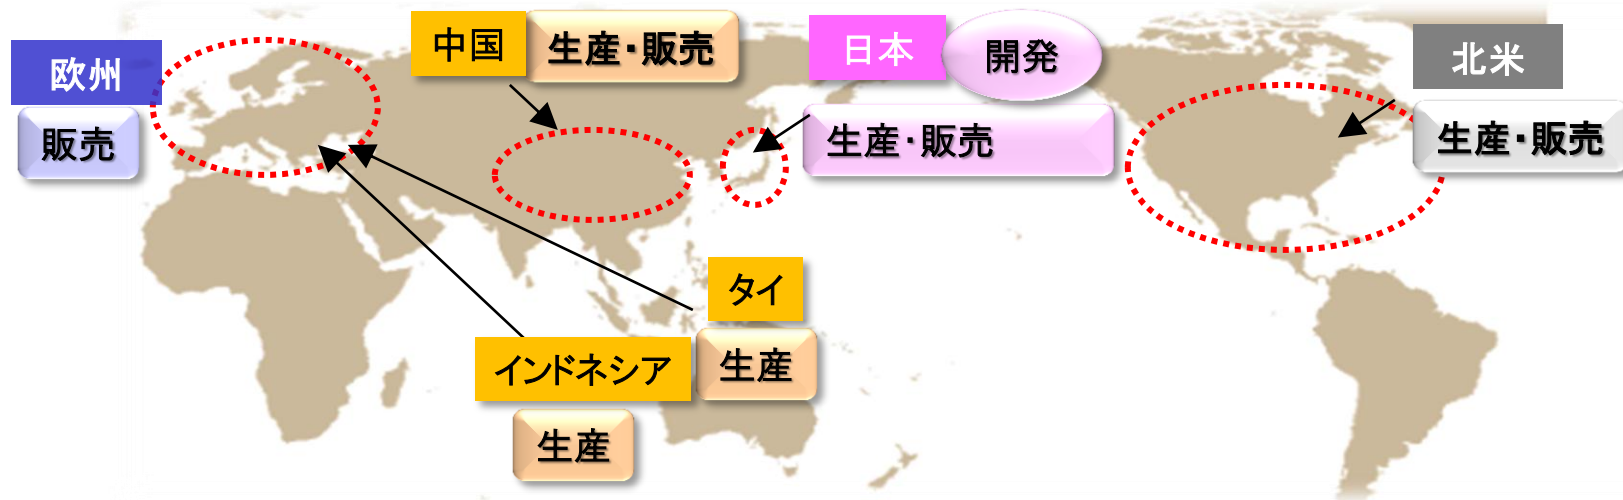 欧州
販売
中国
生産・販売
日本
開発
生産・販売
北米
生産・販売
タイ
生産
インドネシア
生産